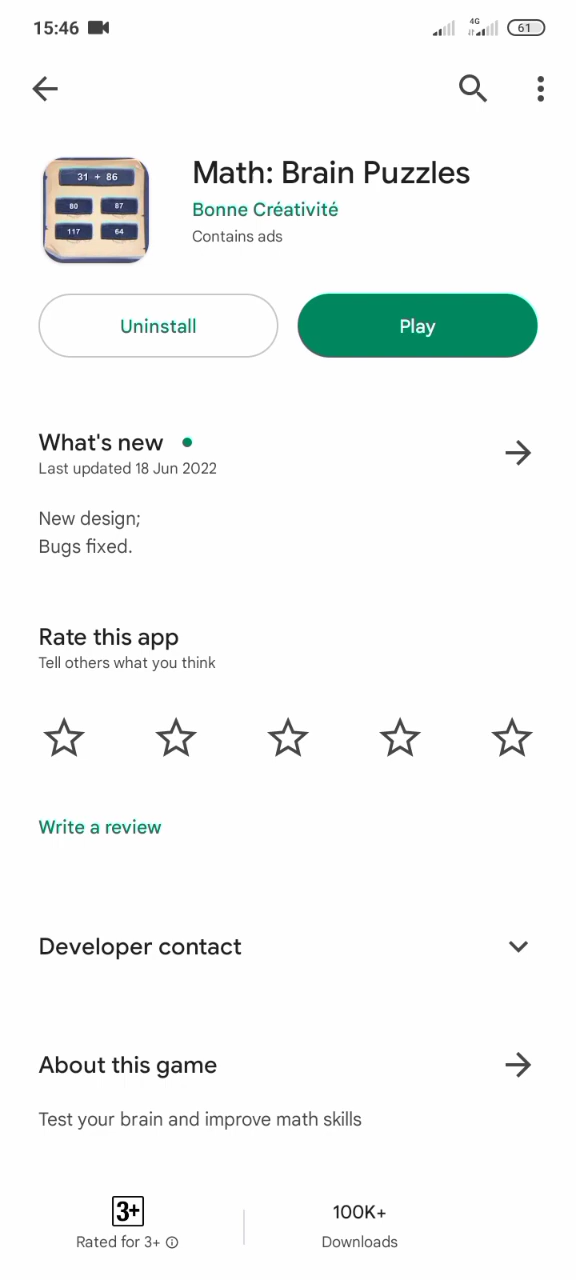 15:46
4G
61
31 + 86
80
87
117
64
Math: Brain Puzzles
Bonne Créativité
Contains ads
Uninstall
Play
What's new
Last updated 18 Jun 2022
New design;
Bugs fixed.
Rate this app
Tell others what you think
Write a review
Developer contact
About this game
Test your brain and improve math skills
3+
Rated for 3+
100K+
Downloads